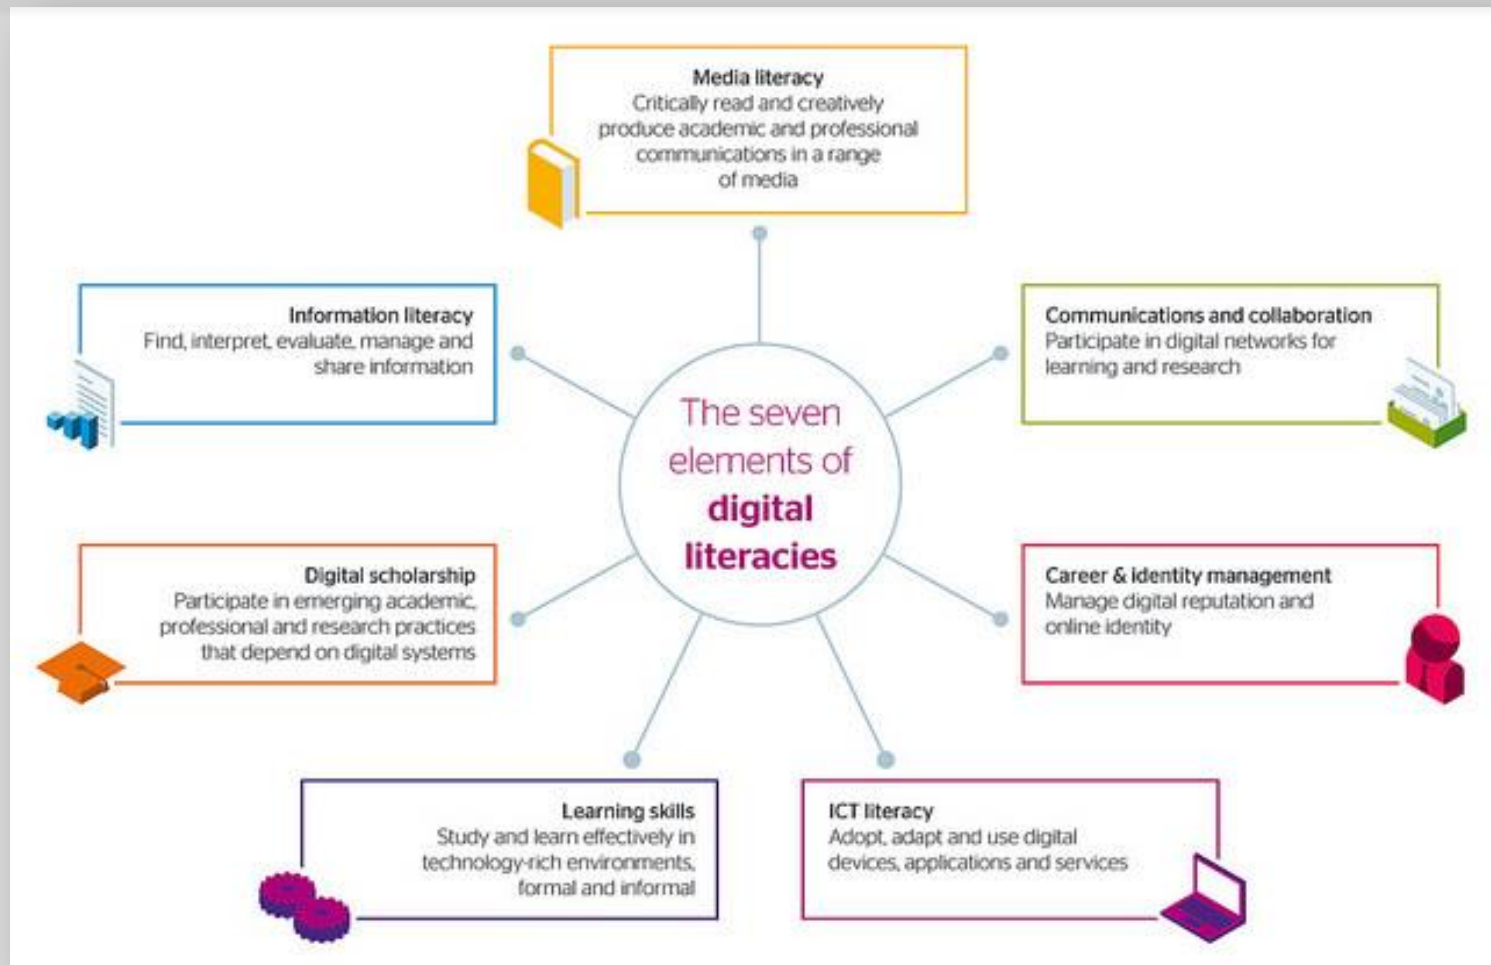 Media literacy
Critically read and creatively
produce academic and professional
communications in a range
of media
Information literacy
Find, interpret, evaluate, manage and
share information
Communications and collaboration
Participate in digital networks for
learning and research
The seven
elements of
digital
literacies
Digital scholarship
Participate in emerging academic,
professional and research practices
that depend on digital systems
Career & identity management
Manage digital reputation and
online identity
Learning skills
Study and learn effectively in
technology-rich environments,
formal and informal
ICT literacy
Adopt, adapt and use digital
devices, applications and services